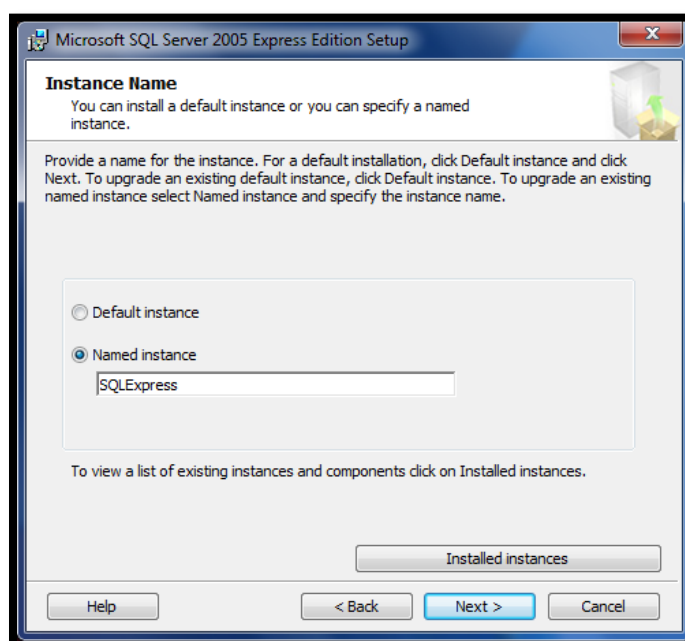 Microsoft SQL Server 2005 Express Edition Setup
Instance Name
You can install a default instance or you can specify a named
instance.
Provide a name for the instance. For a default installation, click Default instance and click
Next. To upgrade an existing default instance, click Default instance. To upgrade an existing
named instance select Named instance and specify the instance name.
Default instance
Named instance
SQLExpress
To view a list of existing instances and components click on Installed instances.
Installed instances
Help
< Back
Next >
Cancel